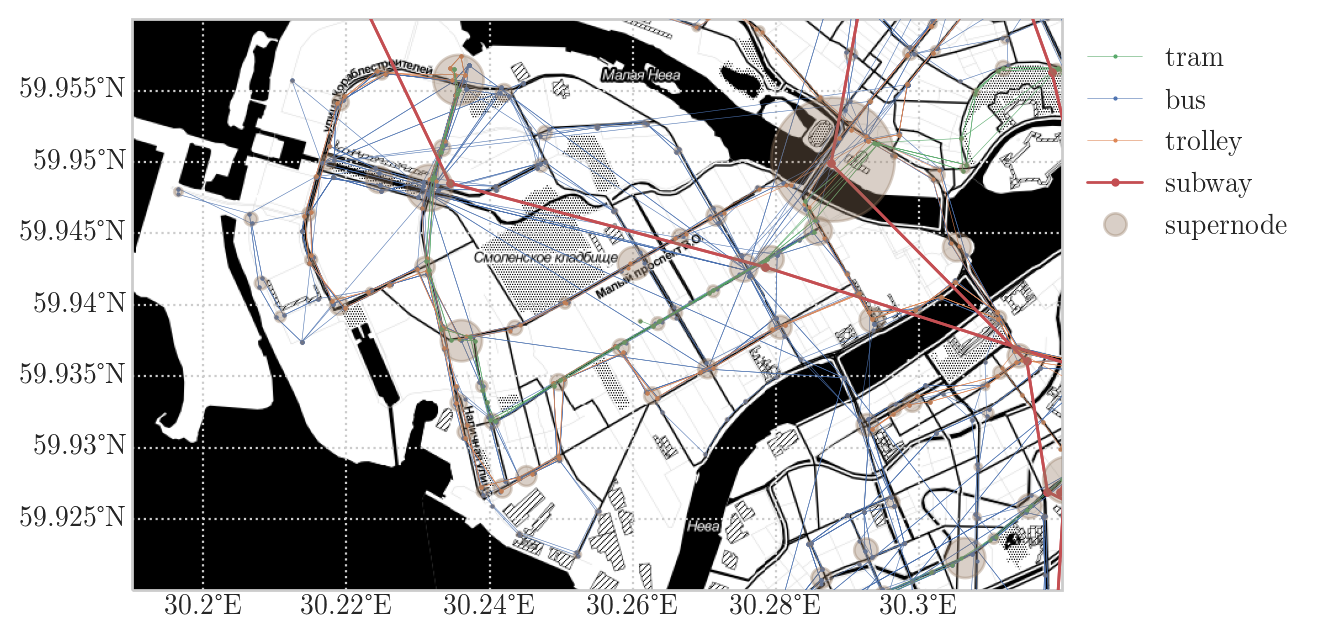 59.955°N
59.95°N
59.945°N
59.94°N
59.935°N
59.93°N
59.925°N
30.2°E
30.22°E
30.24°E
30.26°E
30.28°E
30.3°E
улица Кораблестроителей
Малая Нева
Смоленское кладбище
Малый проспект В.О.
Наличная улица
Нева
tram
bus
trolley
subway
supernode